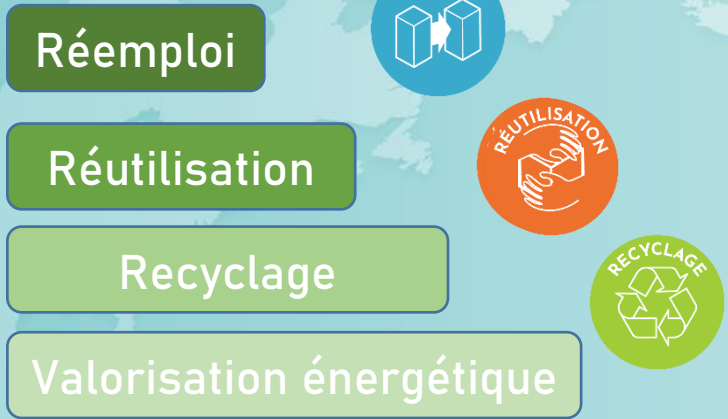 Réemploi
RÉUTILISATION
Réutilisation
RECYCLAGE
Recyclage
Valorisation énergétique